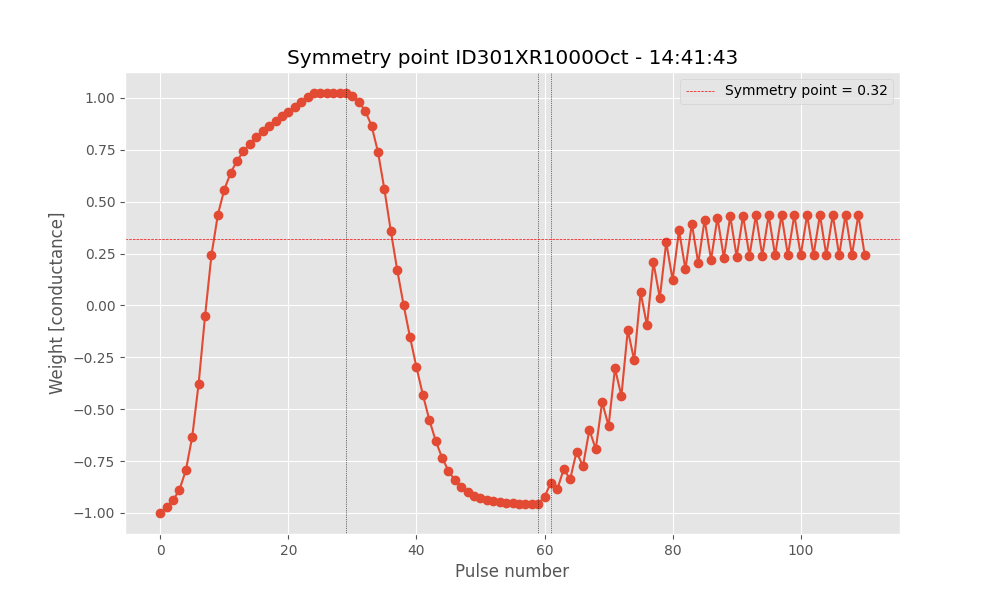 Symmetry point ID301XR1000Oct - 14:41:43
Symmetry point = 0.32
Weight [conductance]
1.00
0.75
0.50
0.25
0.00
−0.25
−0.50
−0.75
−1.00
0 20 40 60 80 100
Pulse number